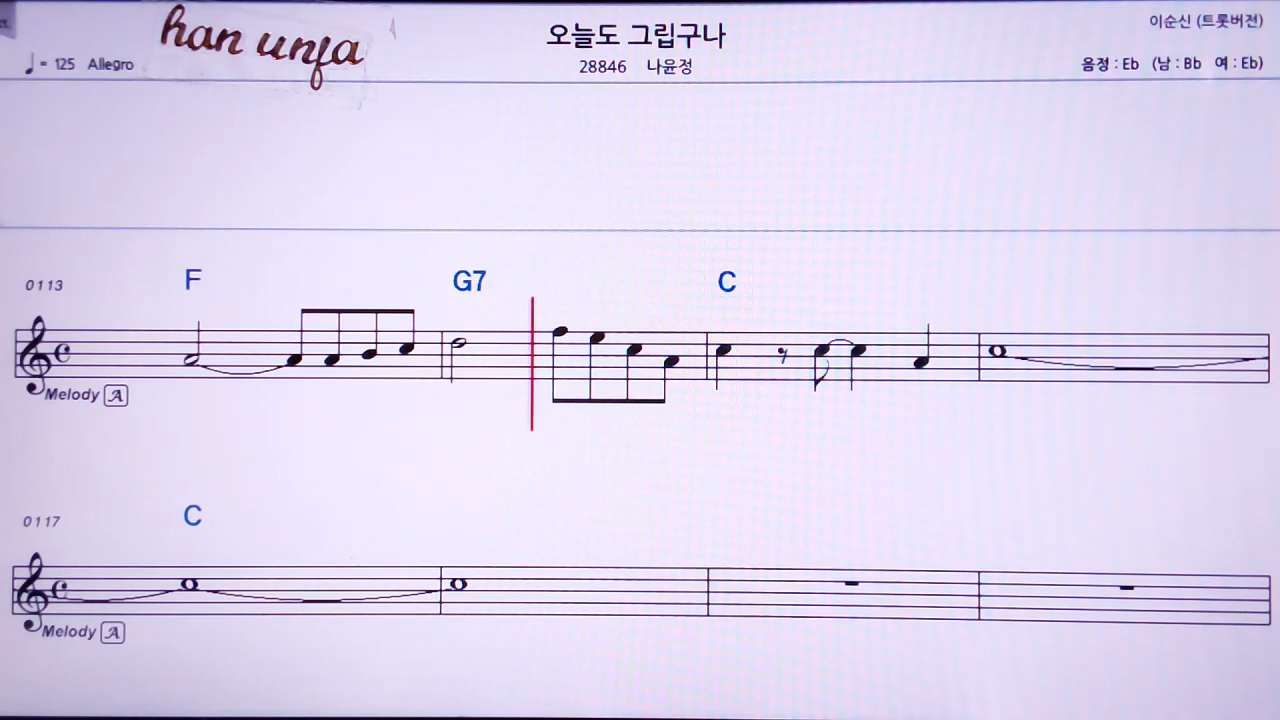 han unfa
오늘도 그립구나
이순신 (트롯버전)
♩= 125 Allegro
28846 나윤정
음정 : Eb (남 : Bb 여 : Eb)
0113 F G7 C
Melody A
0117 C
Melody A